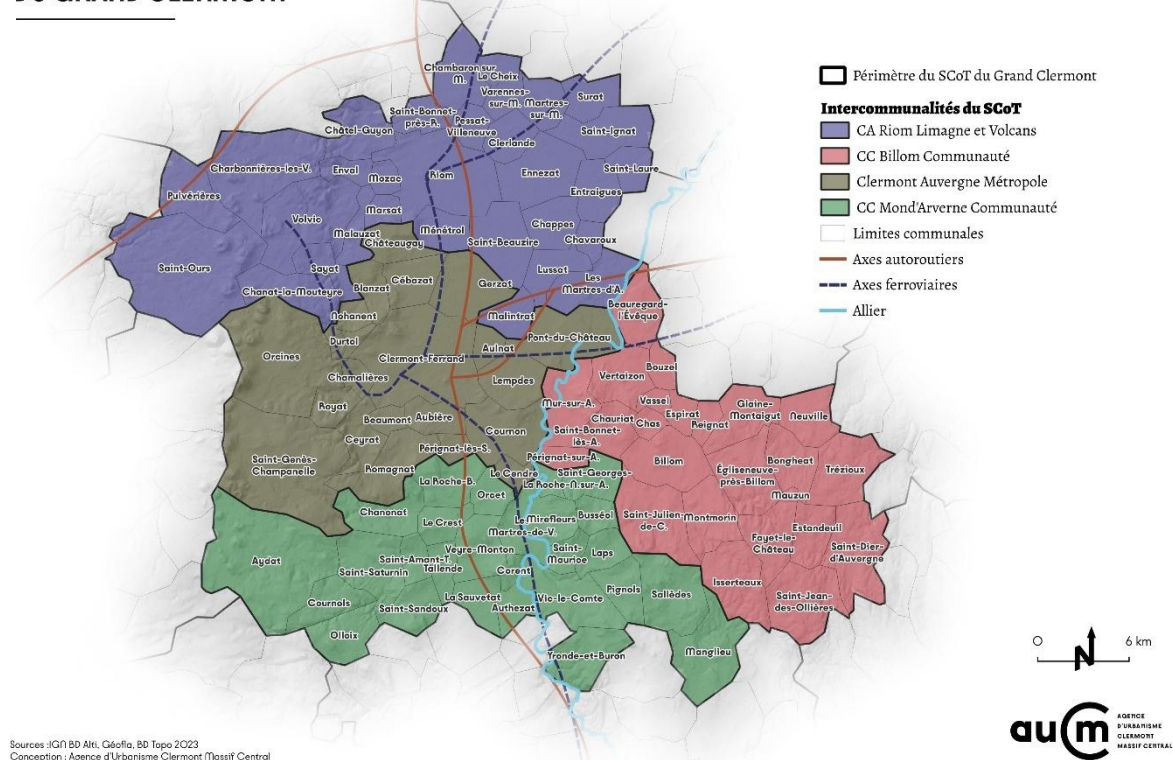 DU GRAND CLERMONT
Périmètre du SCoT du Grand Clermont
Intercommunalités du SCoT
CA Riom Limagne et Volcans
CC Billom Communauté
Clermont Auvergne Métropole
CC Mond'Arverne Communauté
Limites communales
Axes autoroutiers
Axes ferroviaires
Allier
Chambaron sur
M.
Le Cheix
Varennes-
sur-M.
Martres-
sur-M.
Surat
Saint-Bonnet-
près-R.
Pessat-
Villeneuve
Châtel-Guyon
Saint-Ignat
Clerlande
Charbonnières-les-V.
Enval
Mozac
Riom
Ennezat
Saint-Laure
Pulvérières
Entraigues
Marsat
Volvic
Malauzat
Châteaugay
Ménétrol
Chappes
Saint-Beauzire
Chavaroux
Saint-Ours
Sayat
Lussat
Les
Martres-d'A.
Chanat-la-Mouteyre
Blanzat
Cébazat
Gerzat
Beauregard-
l'Évêque
Nohanent
Malintrat
Durtol
Pont-du-Château
Aulnat
Orcines
Clermont-Ferrand
Chamalières
Lempdes
Vertaizon
Bouzel
Royat
Mur-sur-A.
Vassel
Glaine-
Montaigut
Neuville
Beaumont
Aubière
Chauriat
Chas
Espirat
Reignat
Cournon
Saint-Bonnet-
lès-A.
Ceyrat
Pérignat-lès-S.
Pérignat-sur-A.
Billom
Bongheat
Trézioux
Saint-Genès-
Champanelle
Romagnat
Le Cendre
Saint-Georges-
Égliseneuve-
près-Billom
La Roche-B.
La Roche-N.
sur-A.
Orcet
Mauzun
Chanonat
Le Crest
Le
Mirefleurs
Busséol
Saint-Julien-
de-C.
Montmorin
Martres-de-V.
Estandeuil
Fayet-le-
Château
Saint-Dier-
d'Auvergne
Aydat
Saint-Amant-T.
Veyre-Monton
Saint-
Maurice
Laps
Tallende
Saint-Saturnin
Corent
Isserteaux
Pignols
Sallèdes
Cournols
Saint-Sandoux
La Sauvetat
Authezat
Vic-le-Comte
Saint-Jean-
des-Ollières
Olloix
Yronde-et-Buron
Manglieu
0
6 km
N
aucm
AGENCE
D'URBANISME
CLERMONT
MASSIF CENTRAL
Sources :IGN BD Alti, Géofla, BD Topo 2023
Conception : Agence d'Urbanisme Clermont Massif Central